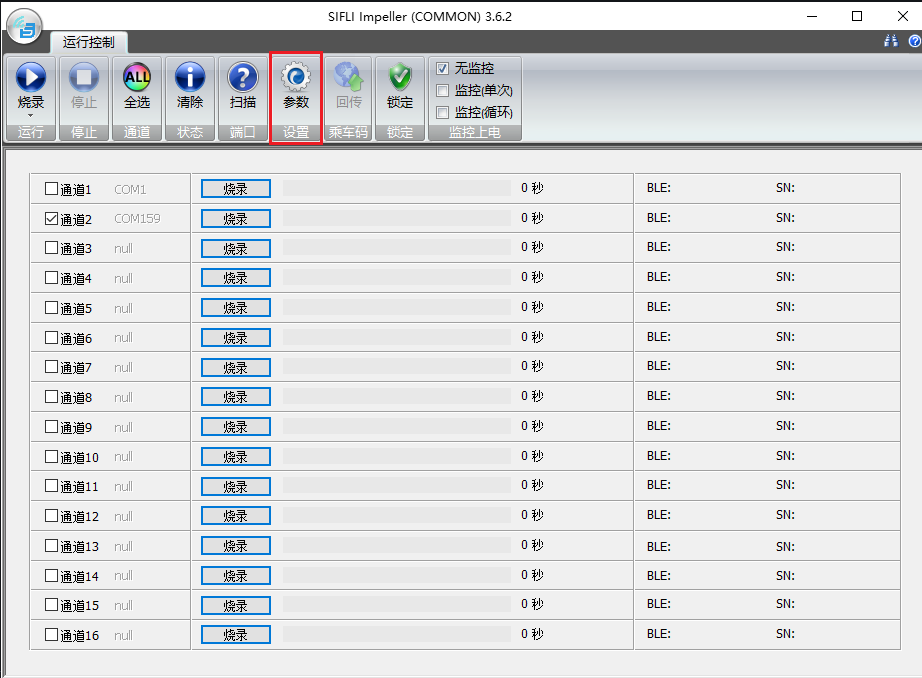 SIFLI Impeller (COMMON) 3.6.2
运行控制
烧录 停止 全选 清除 扫描 参数 回传 锁定
无监控
监控(单次)
监控(循环)
运行 停止 通道 状态 端口 设置 乘车码 锁定 监控上电
通道1 COM1 烧录 0 秒 BLE: SN:
通道2 COM159 烧录 0 秒 BLE: SN:
通道3 null 烧录 0 秒 BLE: SN:
通道4 null 烧录 0 秒 BLE: SN:
通道5 null 烧录 0 秒 BLE: SN:
通道6 null 烧录 0 秒 BLE: SN:
通道7 null 烧录 0 秒 BLE: SN:
通道8 null 烧录 0 秒 BLE: SN:
通道9 null 烧录 0 秒 BLE: SN:
通道10 null 烧录 0 秒 BLE: SN:
通道11 null 烧录 0 秒 BLE: SN:
通道12 null 烧录 0 秒 BLE: SN:
通道13 null 烧录 0 秒 BLE: SN:
通道14 null 烧录 0 秒 BLE: SN:
通道15 null 烧录 0 秒 BLE: SN:
通道16 null 烧录 0 秒 BLE: SN: